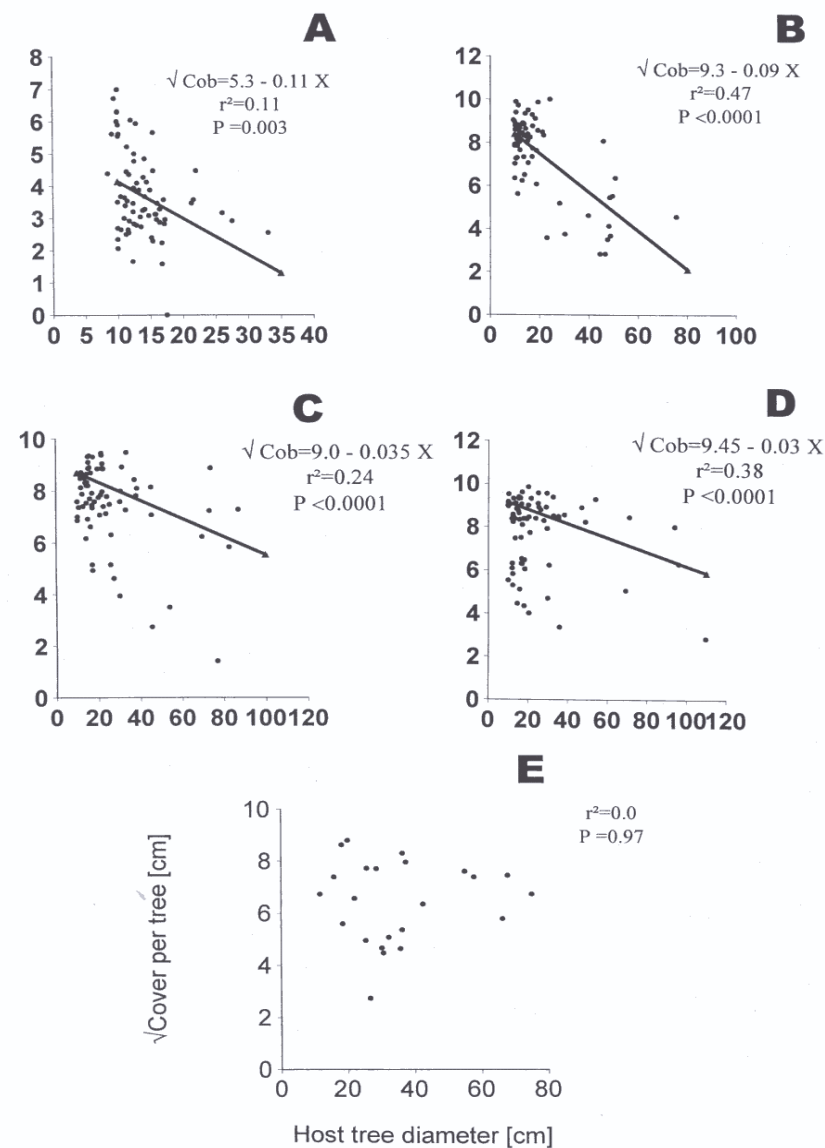 A
√ Cob=5.3 - 0.11 X
r²=0.11
P =0.003
8
7
6
5
4
3
2
1
0
0 5 10 15 20 25 30 35 40
B
√ Cob=9.3 - 0.09 X
r²=0.47
P <0.0001
12
10
8
6
4
2
0
0 20 40 60 80 100
C
√ Cob=9.0 - 0.035 X
r²=0.24
P <0.0001
10
8
6
4
2
0
0 20 40 60 80 100 120
D
√ Cob=9.45 - 0.03 X
r²=0.38
P <0.0001
12
10
8
6
4
2
0
0 20 40 60 80 100 120
E
r²=0.0
P =0.97
√Cover per tree [cm]
10
8
6
4
2
0
0 20 40 60 80
Host tree diameter [cm]